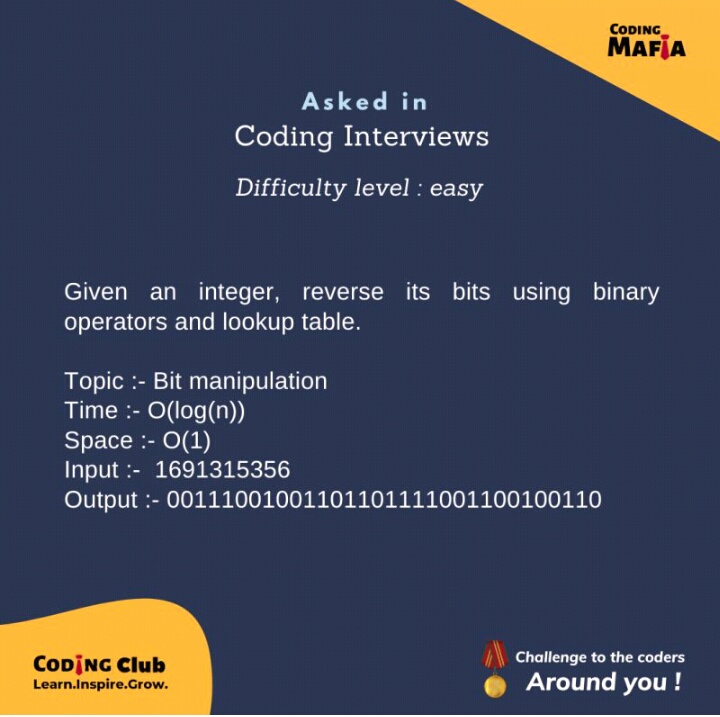 CODING
MAFIA
Asked in
Coding Interviews
Difficulty level : easy
Given an integer, reverse its bits using binary
operators and lookup table.
Topic :- Bit manipulation
Time :- O(log(n))
Space :- O(1)
Input :- 1691315356
Output :- 00111001001101101111001100100110
CODING Club
Learn.Inspire.Grow.
Challenge to the coders
Around you !